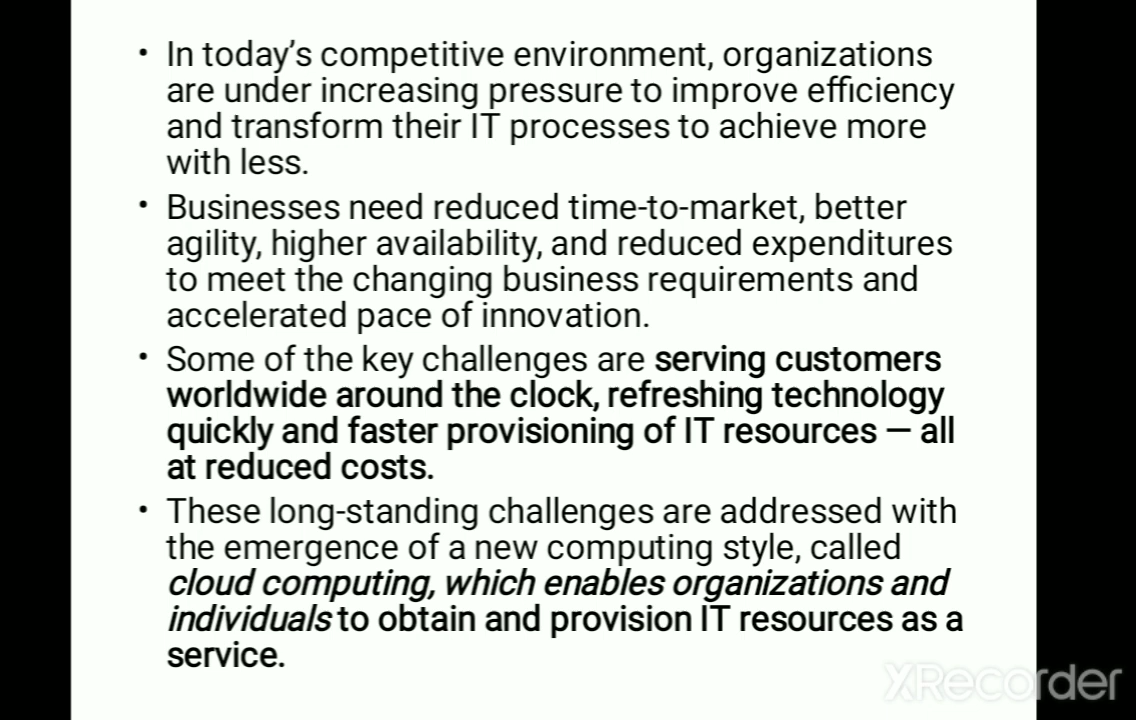 • In today's competitive environment, organizations
are under increasing pressure to improve efficiency
and transform their IT processes to achieve more
with less.
• Businesses need reduced time-to-market, better
agility, higher availability, and reduced expenditures
to meet the changing business requirements and
accelerated pace of innovation.
• Some of the key challenges are serving customers
worldwide around the clock, refreshing technology
quickly and faster provisioning of IT resources — all
at reduced costs.
• These long-standing challenges are addressed with
the emergence of a new computing style, called
cloud computing, which enables organizations and
individuals to obtain and provision IT resources as a
service.
XRecorder